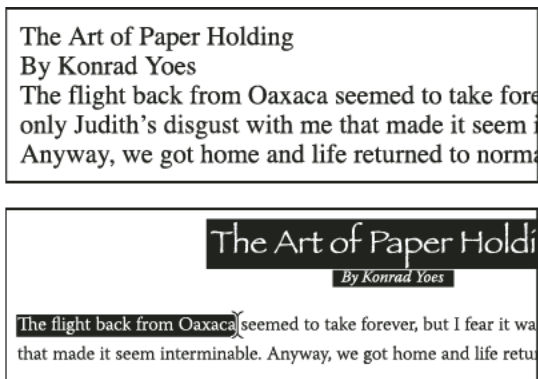 The Art of Paper Holding
By Konrad Yoes
The flight back from Oaxaca seemed to take fore
only Judith’s disgust with me that made it seem i
Anyway, we got home and life returned to norma
The Art of Paper Holdi
By Konrad Yoes
The flight back from Oaxaca seemed to take forever, but I fear it wa
that made it seem interminable. Anyway, we got home and life retur